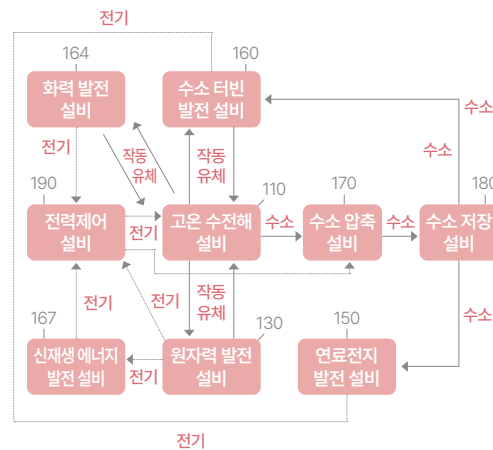 전기
164
160
화력 발전
설비
수소 터빈
발전 설비
수소
전기
작동
유체
작동
유체
수소
190
110
170
180
전력제어
설비
전기
고온 수전해
설비
수소
수소 압축
설비
수소
수소 저장
설비
전기
전기
작동
유체
167
130
150
수소
신재생 에너지
발전 설비
전기
원자력 발전
설비
연료전지
발전 설비
전기